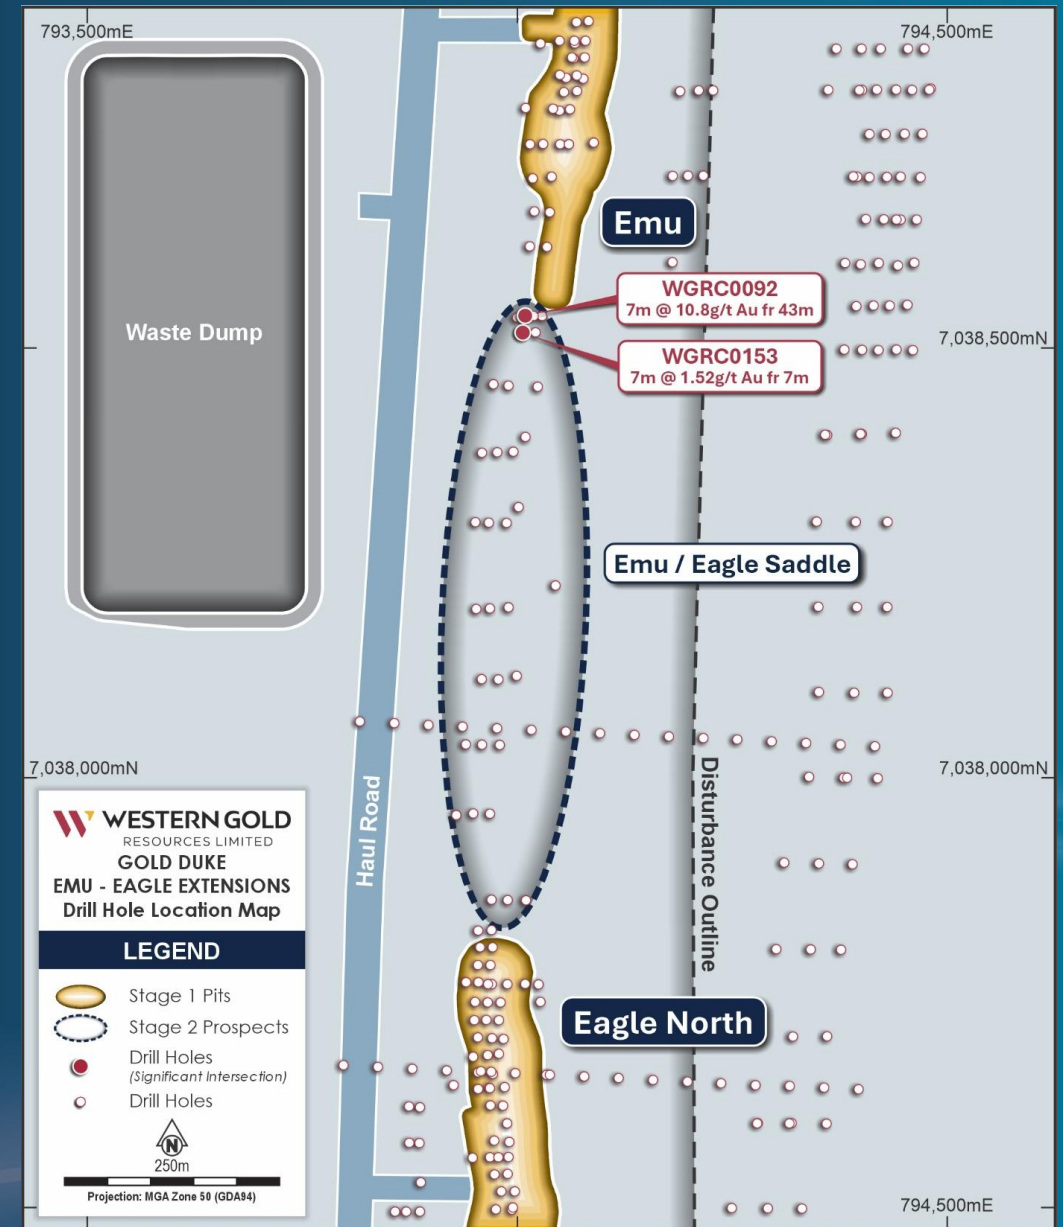 793,500mE
794,500mE
Emu
WGRC0092
7m @ 10.8g/t Au fr 43m
Waste Dump
7,038,500mN
WGRC0153
7m @ 1.52g/t Au fr 7m
Emu / Eagle Saddle
7,038,000mN
7,038,000mN
Disturbance Outline
Haul Road
WESTERN GOLD
RESOURCES LIMITED
GOLD DUKE
EMU - EAGLE EXTENSIONS
Drill Hole Location Map
LEGEND
Stage 1 Pits
Stage 2 Prospects
Drill Holes
(Significant Intersection)
Drill Holes
N
250m
Projection: MGA Zone 50 (GDA94)
Eagle North
794,500mE